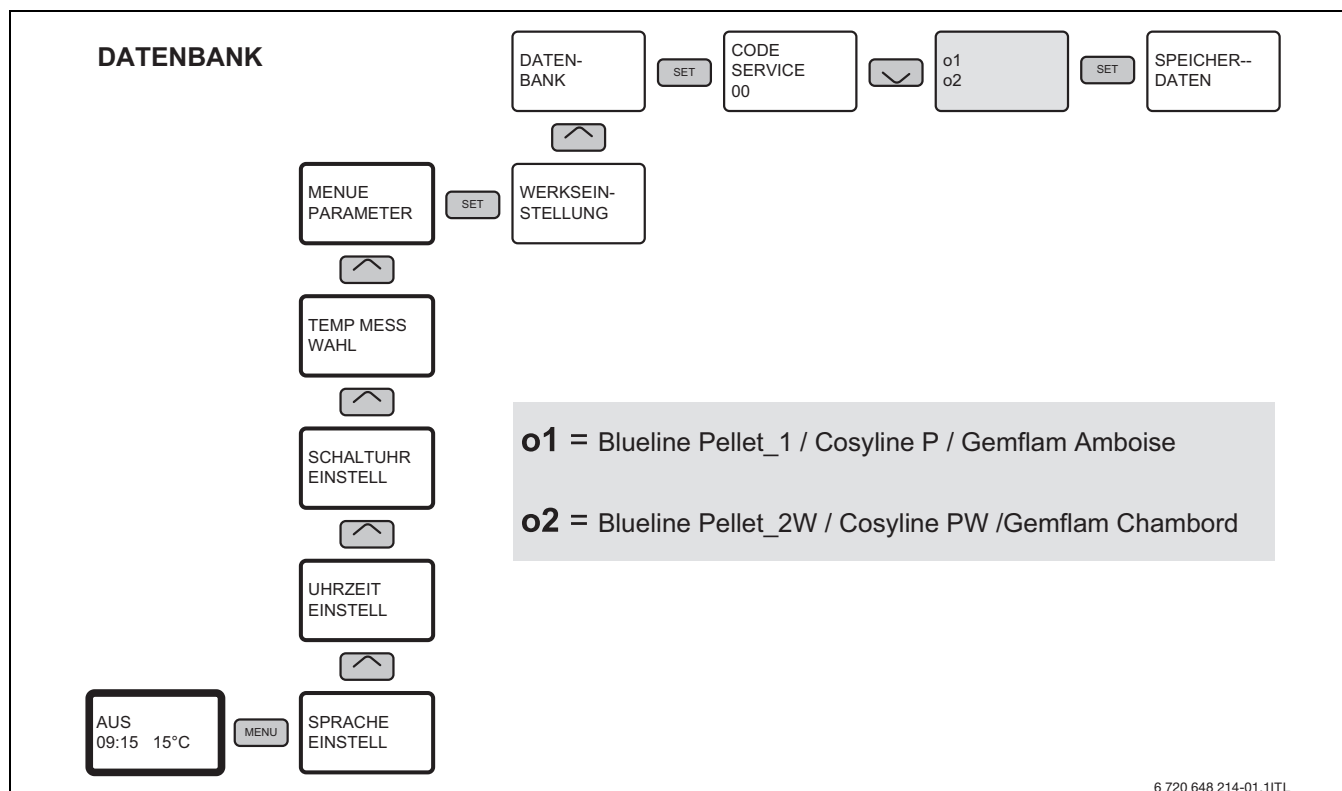 DATENBANK
DATEN-
BANK
SET
CODE
SERVICE
00
o1
o2
SET
SPEICHER--
DATEN
MENUE
PARAMETER
SET
WERKSEIN-
STELLUNG
TEMP MESS
WAHL
SCHALTUHR
EINSTELL
o1 = Blueline Pellet_1 / Cosyline P / Gemflam Amboise
o2 = Blueline Pellet_2W / Cosyline PW /Gemflam Chambord
UHRZEIT
EINSTELL
AUS
09:15 15°C
MENU
SPRACHE
EINSTELL
6 720 648 214-01.1ITL